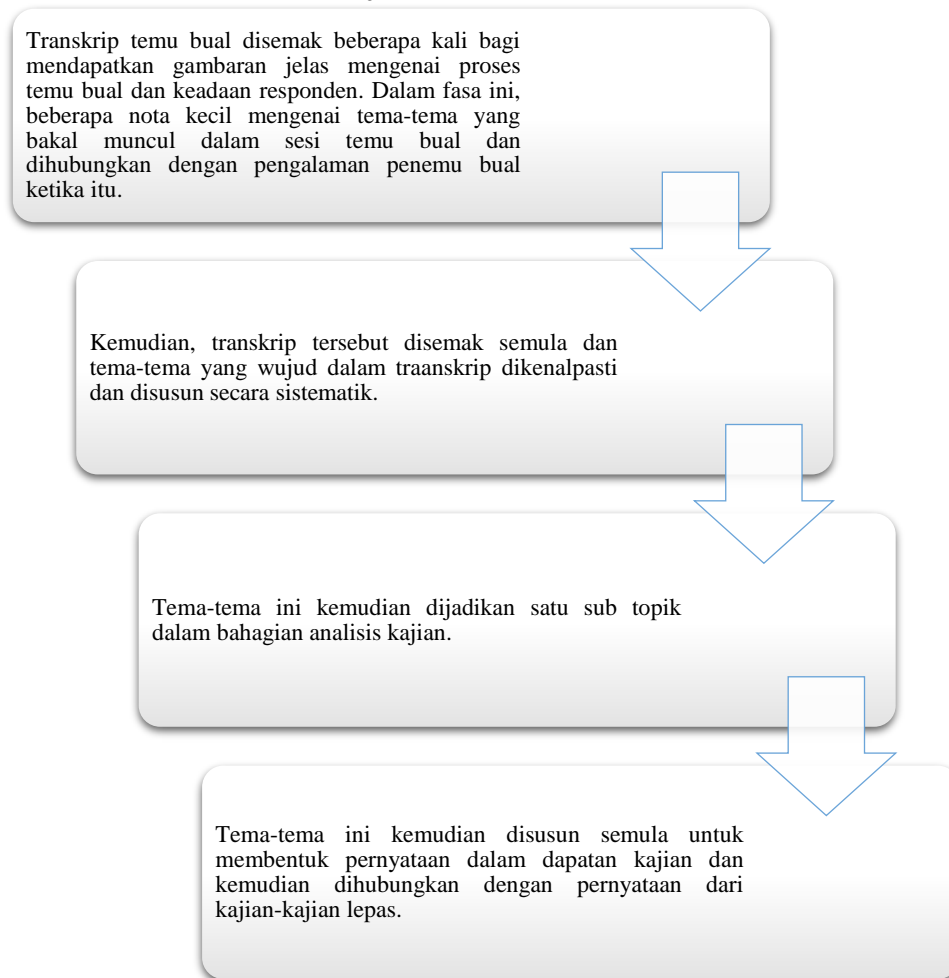 Transkrip temu bual disemak beberapa kali bagi
mendapatkan gambaran jelas mengenai proses
temu bual dan keadaan responden. Dalam fasa ini,
beberapa nota kecil mengenai tema-tema yang
bakal muncul dalam sesi temu bual dan
dihubungkan dengan pengalaman penemu bual
ketika itu.
Kemudian, transkrip tersebut disemak semula dan
tema-tema yang wujud dalam traanskrip dikenalpasti
dan disusun secara sistematik.
Tema-tema ini kemudian dijadikan satu sub topik
dalam bahagian analisis kajian.
Tema-tema ini kemudian disusun semula untuk
membentuk pernyataan dalam dapatan kajian dan
kemudian dihubungkan dengan pernyataan dari
kajian-kajian lepas.